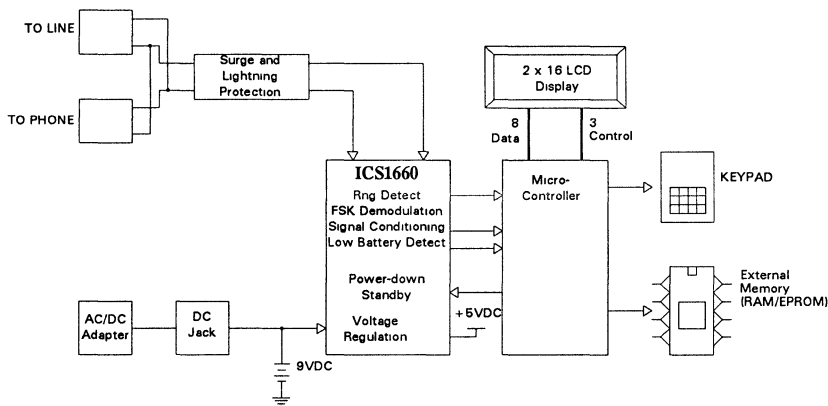 TO LINE
Surge and
Lightning
Protection
TO PHONE
2 x 16 LCD
Display
8
Data
3
Control
ICS1660
Rng Detect
FSK Demodulation
Signal Conditioning
Low Battery Detect
Power-down
Standby
Voltage
Regulation
+5VDC
Micro-
Controller
KEYPAD
External
Memory
(RAM/EPROM)
AC/DC
Adapter
DC
Jack
9VDC